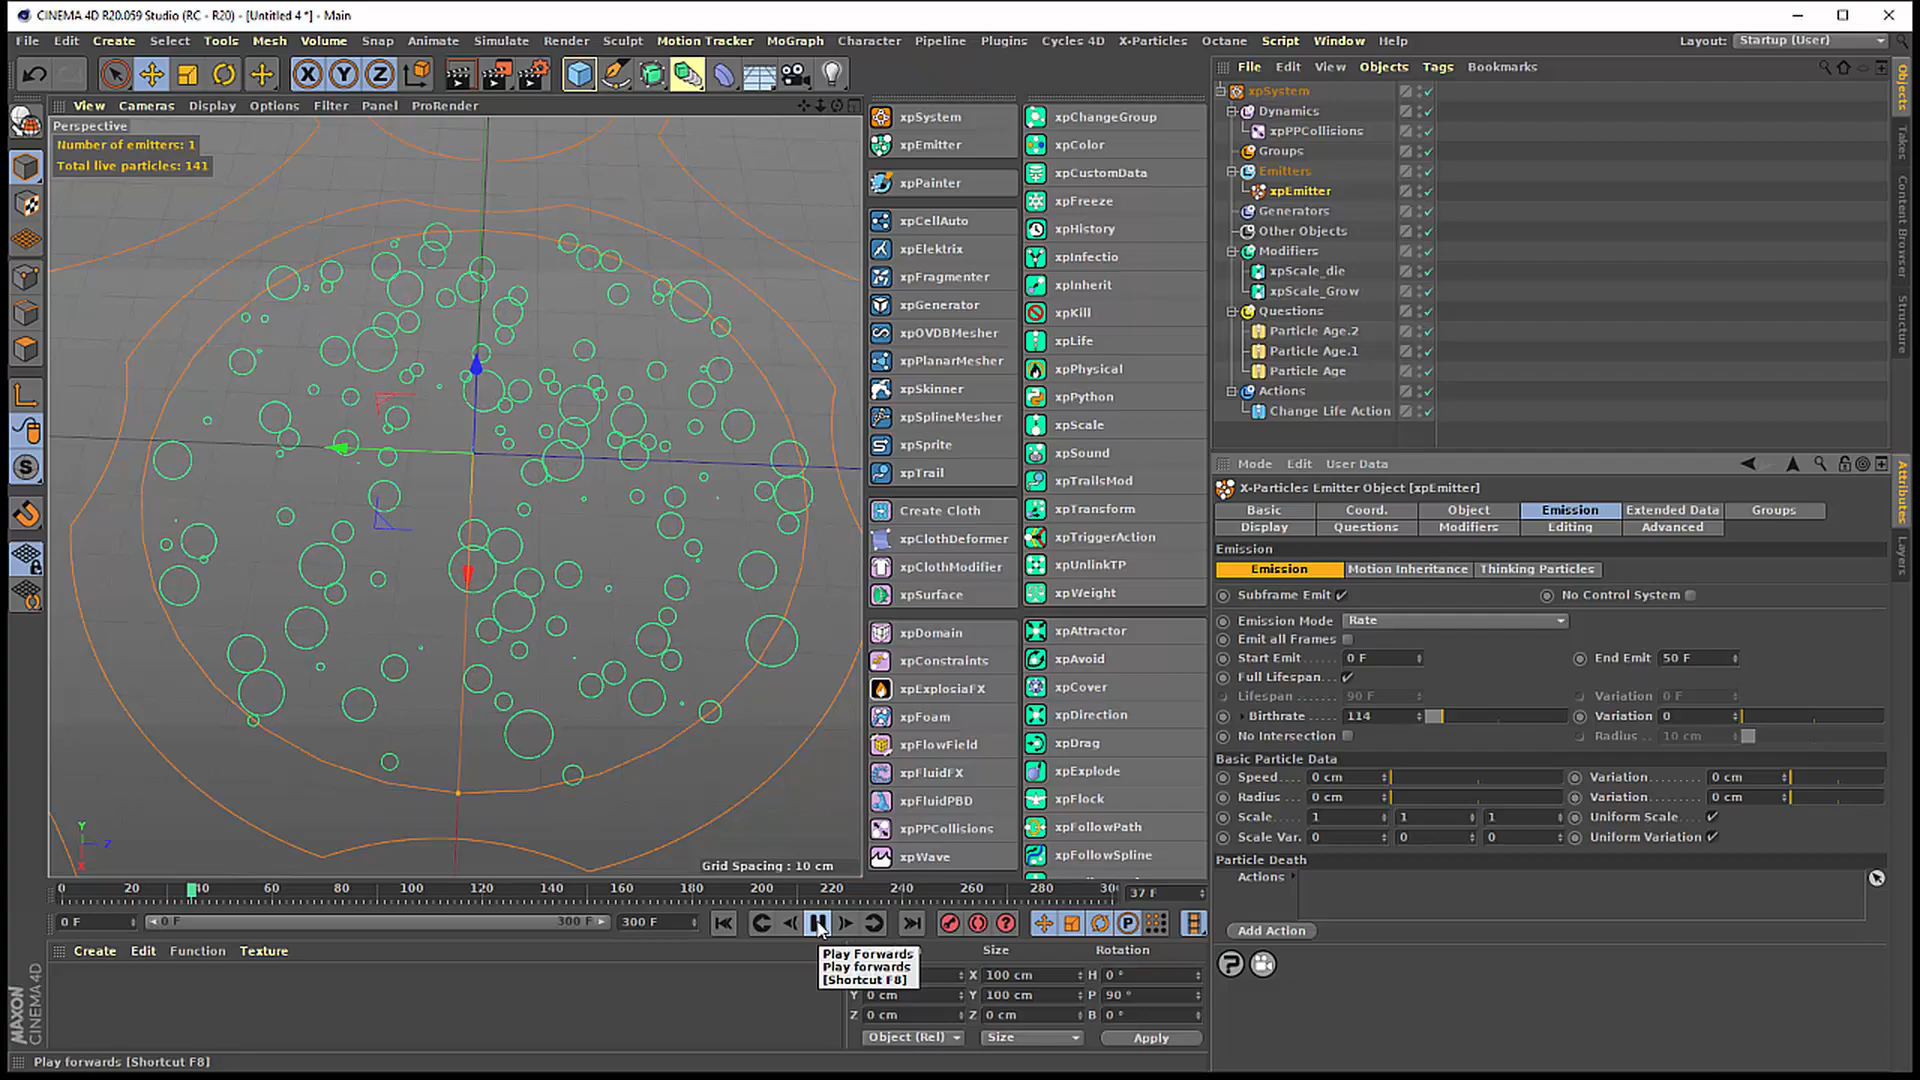 CINEMA 4D R20.059 Studio (RC - R20) - [Untitled 4 *] - Main
File Edit Create Select Tools Mesh Volume Snap Animate Simulate Render Sculpt Motion Tracker MoGraph Character Pipeline Plugins Cycles 4D X-Particles Octane Script Window Help
Layout: Startup (User)
X Y Z
View Cameras Display Options Filter Panel ProRender
Perspective
Number of emitters: 1
Total live particles: 141
Grid Spacing : 10 cm
Y
Z
X
xpSystem
xpEmitter
xpPainter
xpCellAuto
xpElektrix
xpFragmenter
xpGenerator
xpOVDBMesher
xpPlanarMesher
xpSkinner
xpSplineMesher
xpSprite
xpTrail
Create Cloth
xpClothDeformer
xpClothModifier
xpSurface
xpDomain
xpConstraints
xpExplosiaFX
xpFoam
xpFlowField
xpFluidFX
xpFluidPBD
xpPPCollisions
xpWave
xpChangeGroup
xpColor
xpCustomData
xpFreeze
xpHistory
xpInfectio
xpInherit
xpKill
xpLife
xpPhysical
xpPython
xpScale
xpSound
xpTrailsMod
xpTransform
xpTriggerAction
xpUnlinkTP
xpWeight
xpAttractor
xpAvoid
xpCover
xpDirection
xpDrag
xpExplode
xpFlock
xpFollowPath
xpFollowSpline
File Edit View Objects Tags Bookmarks
xpSystem
Dynamics
xpPPCollisions
Groups
Emitters
xpEmitter
Generators
Other Objects
Modifiers
xpScale_die
xpScale_Grow
Questions
Particle Age.2
Particle Age.1
Particle Age
Actions
Change Life Action
Objects
Takes
Content Browser
Structure
Attributes
Layers
Mode Edit User Data
X-Particles Emitter Object [xpEmitter]
Basic Coord. Object Emission Extended Data Groups
Display Questions Modifiers Editing Advanced
Emission
Emission Motion Inheritance Thinking Particles
Subframe Emit No Control System
Emission Mode Rate
Emit all Frames
Start Emit...... 0 F End Emit 50 F
Full Lifespan..
Lifespan....... 90 F Variation 0 F
Birthrate..... 114 Variation 0
No Intersection Radius.. 10 cm
Basic Particle Data
Speed.... 0 cm Variation......... 0 cm
Radius... 0 cm Variation......... 0 cm
Scale..... 1 1 1 Uniform Scale....
Scale Var. 0 0 0 Uniform Variation
Particle Death
Actions
Add Action
0 20 40 60 80 100 120 140 160 180 200 220 240 260 280 30 37 F
0 F 0 F 300 F 300 F
P
Create Edit Function Texture
Play Forwards
Play forwards
[Shortcut F8]
Size Rotation
X 100 cm H 0 °
Y 0 cm Y 100 cm P 90 °
Z 0 cm Z 0 cm B 0 °
Object (Rel) Size Apply
MAXON
CINEMA 4D
Play forwards [Shortcut F8]